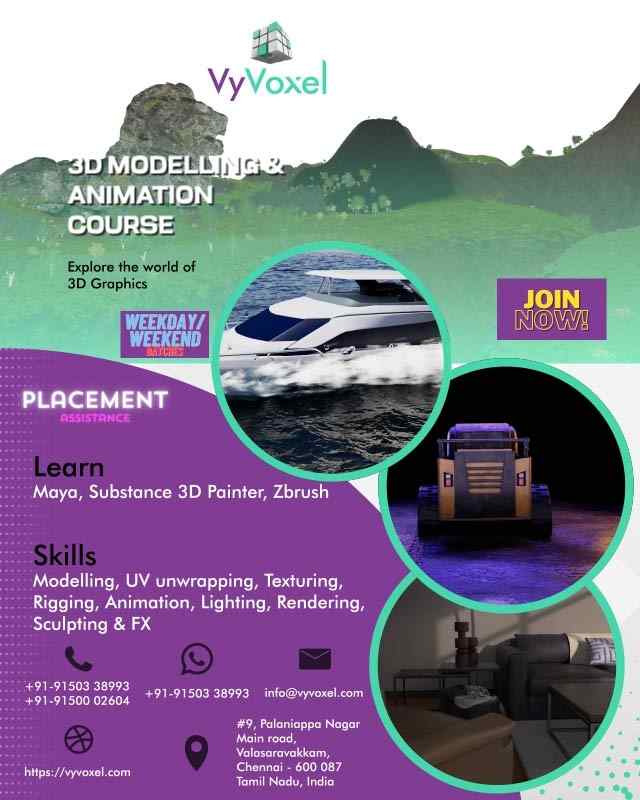 VyVoxel
3D MODELLING &
ANIMATION
COURSE
Explore the world of
3D Graphics
WEEKDAY/
WEEKEND
BATCHES
JOIN
NOW!
PLACEMENT
ASSISTANCE
Learn
Maya, Substance 3D Painter, Zbrush
Skills
Modelling, UV unwrapping, Texturing,
Rigging, Animation, Lighting, Rendering,
Sculpting & FX
+91-91503 38993
+91-91500 02604
+91-91503 38993
info@vyvoxel.com
https://vyvoxel.com
#9, Palaniappa Nagar
Main road,
Valasaravakkam,
Chennai - 600 087
Tamil Nadu, India